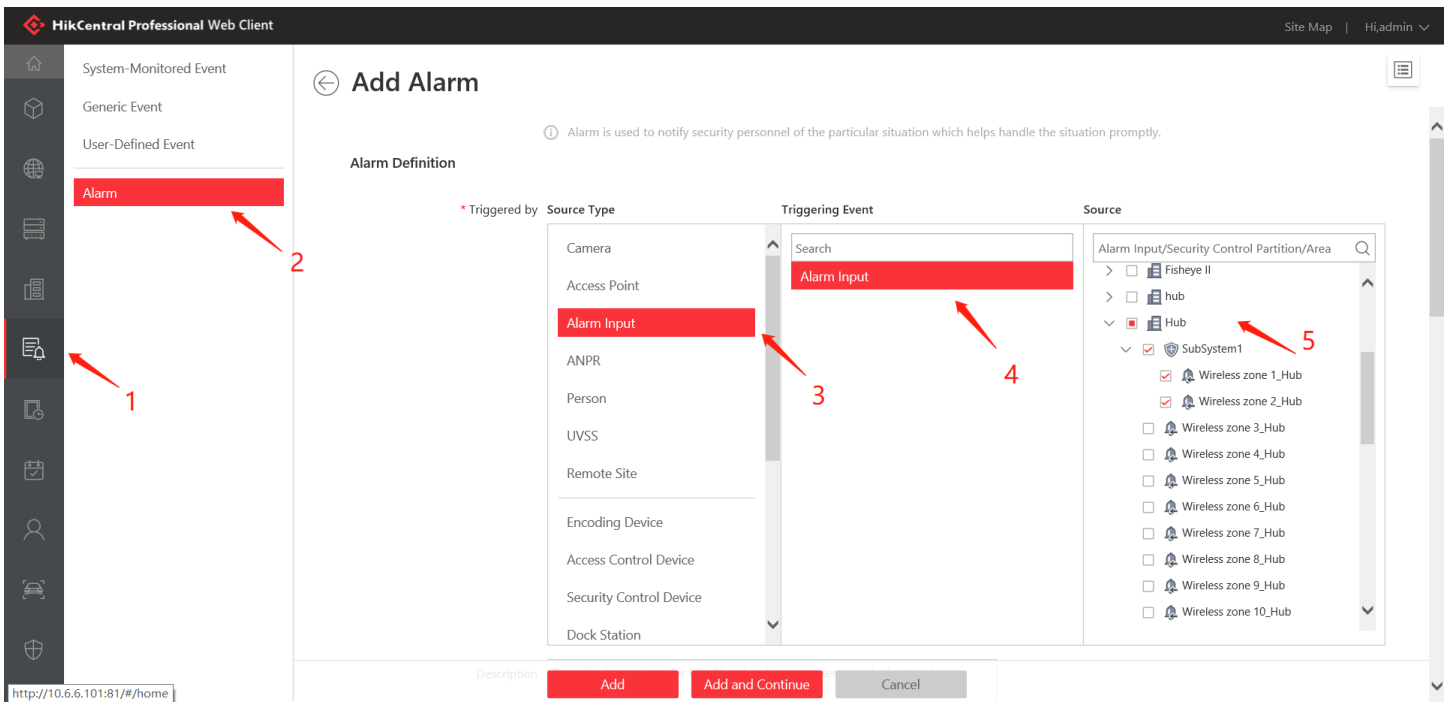 HikCentral Professional Web Client
Site Map | Hi,admin
System-Monitored Event
Generic Event
User-Defined Event
Alarm
Add Alarm
Alarm is used to notify security personnel of the particular situation which helps handle the situation promptly.
Alarm Definition
* Triggered by
Source Type
Triggering Event
Source
Camera
Access Point
Alarm Input
ANPR
Person
UVSS
Remote Site
Encoding Device
Access Control Device
Security Control Device
Dock Station
Search
Alarm Input
Alarm Input/Security Control Partition/Area
Fisheye II
hub
Hub
SubSystem1
Wireless zone 1_Hub
Wireless zone 2_Hub
Wireless zone 3_Hub
Wireless zone 4_Hub
Wireless zone 5_Hub
Wireless zone 6_Hub
Wireless zone 7_Hub
Wireless zone 8_Hub
Wireless zone 9_Hub
Wireless zone 10_Hub
1
2
3
4
5
Description
Add
Add and Continue
Cancel
http://10.6.6.101:81/#/home